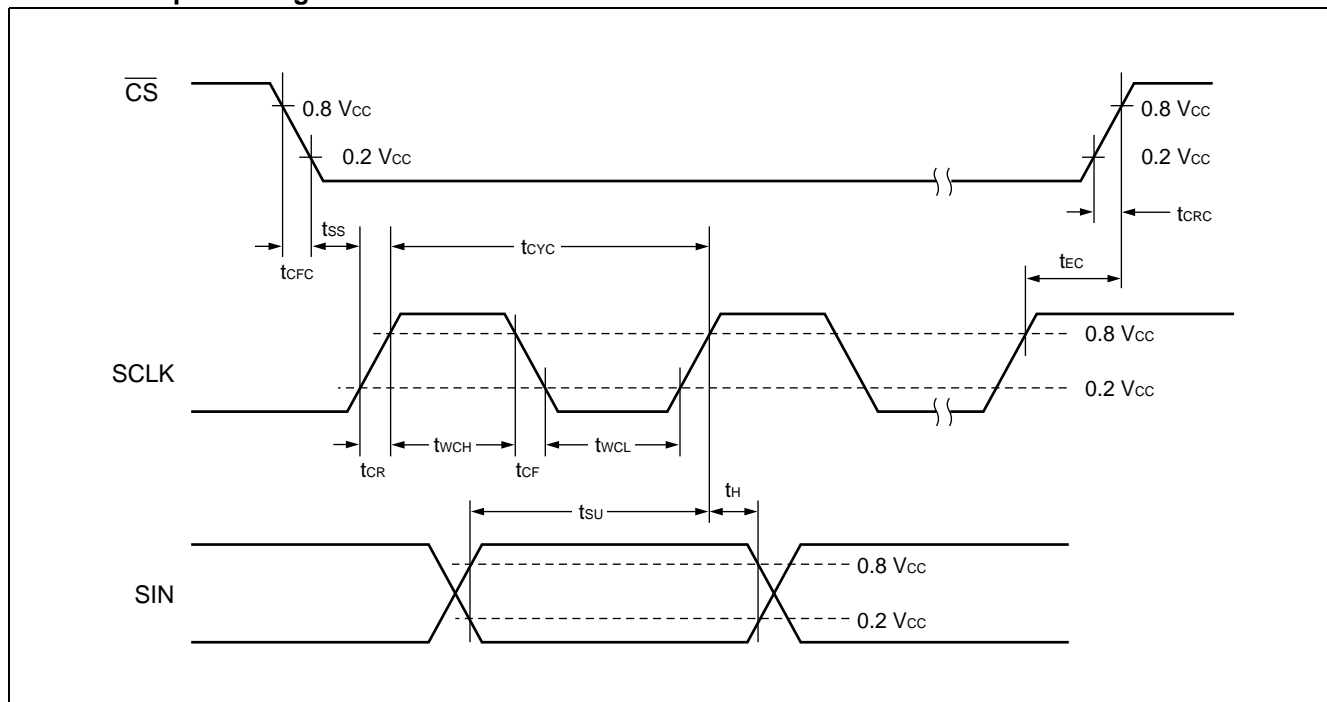 CS
0.8 VCC
0.8 VCC
0.2 VCC
0.2 VCC
tSS
tCRC
tCYC
tCFC
tEC
0.8 VCC
SCLK
0.2 VCC
tCR
tWCH
tCF
tWCL
tH
tSU
0.8 VCC
SIN
0.2 VCC